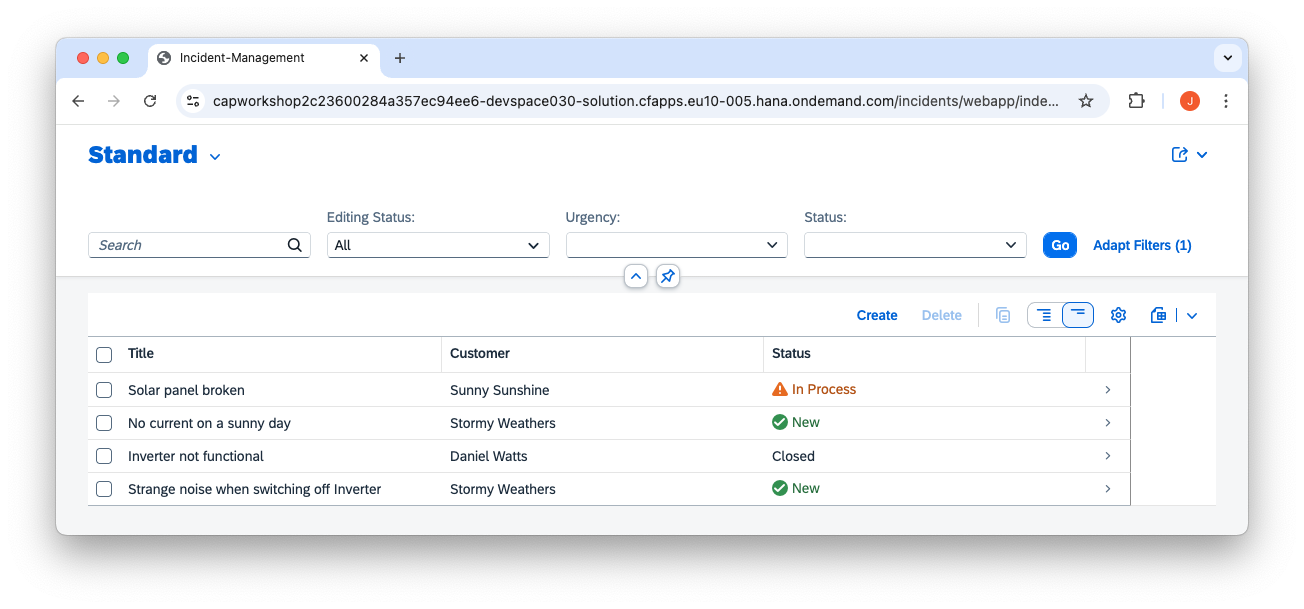 Incident-Management
capworkshop2c23600284a357ec94ee6-devspace030-solution.cfapps.eu10-005.hana.ondemand.com/incidents/webapp/inde...
J
Standard
Editing Status:
Urgency:
Status:
Search
All
Go
Adapt Filters (1)
Create
Delete
Title Customer Status
Solar panel broken Sunny Sunshine In Process
No current on a sunny day Stormy Weathers New
Inverter not functional Daniel Watts Closed
Strange noise when switching off Inverter Stormy Weathers New